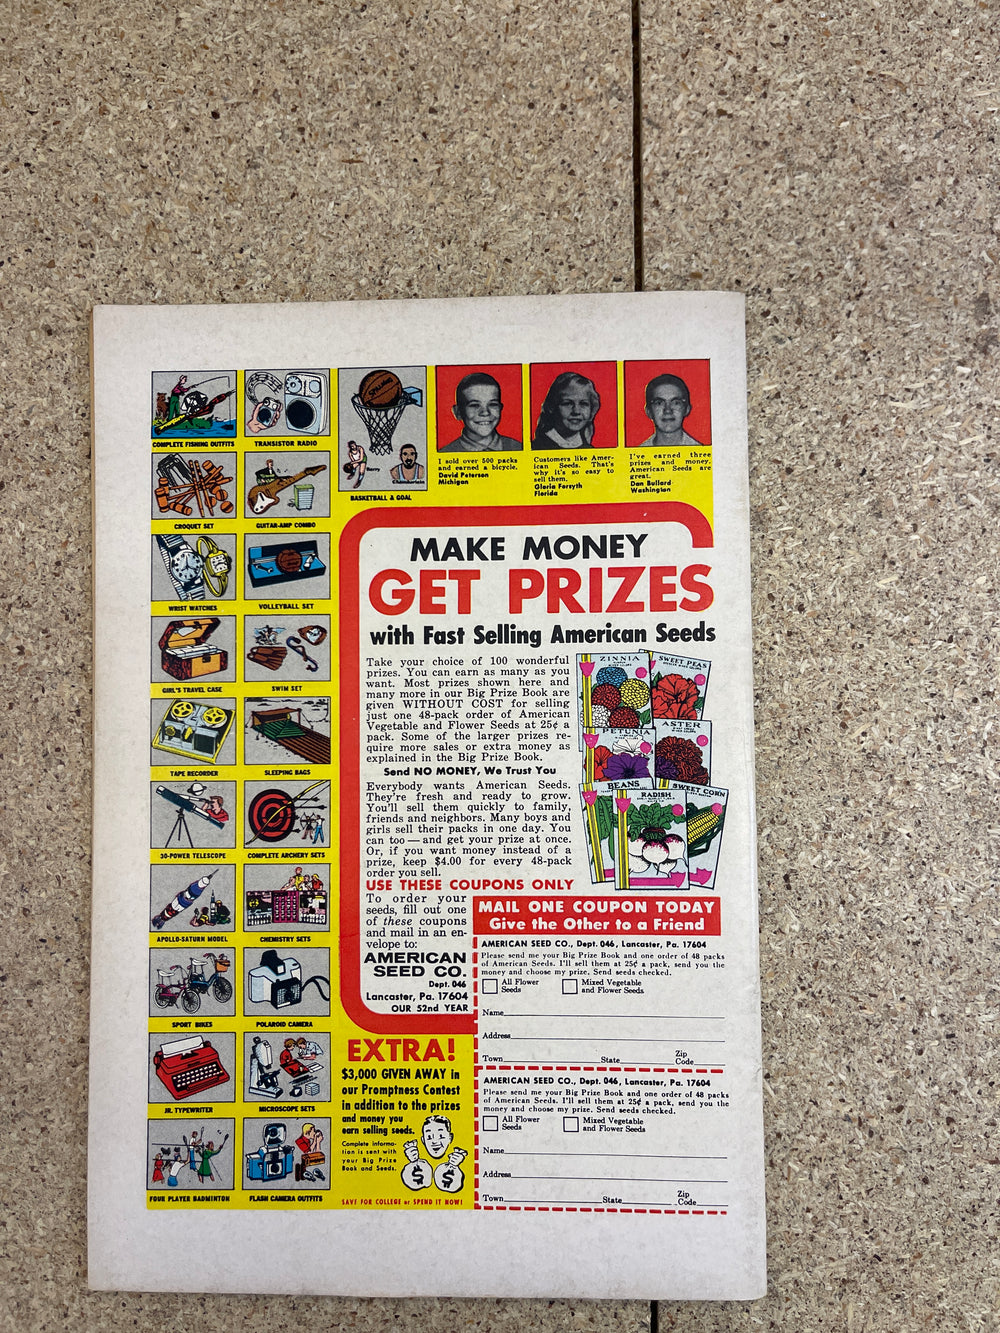 COMPLETE FISHING OUTFITS
TRANSISTOR RADIO
CROQUET SET
GUITAR-AMP COMBO
WRIST WATCHES
VOLLEYBALL SET
GIRL'S TRAVEL CASE
SWIM SET
TAPE RECORDER
SLEEPING BAGS
30-POWER TELESCOPE
COMPLETE ARCHERY SETS
APOLLO-SATURN MODEL
CHEMISTRY SETS
SPORT BIKES
POLAROID CAMERA
JR. TYPEWRITER
MICROSCOPE SETS
FOUR PLAYER BADMINTON
FLASH CAMERA OUTFITS
Barry
Chamberlain
BASKETBALL & GOAL
I sold over 500 packs
and earned a bicycle.
David Peterson
Michigan
Customers like Amer-
ican Seeds. That's
why it's so easy to
sell them.
Gloria Forsyth
Florida
I've earned three
prizes and money.
American Seeds are
great.
Dan Bullard
Washington
MAKE MONEY
GET PRIZES
with Fast Selling American Seeds
Take your choice of 100 wonderful
prizes. You can earn as many as you
want. Most prizes shown here and
many more in our Big Prize Book are
given WITHOUT COST for selling
just one 48-pack order of American
Vegetable and Flower Seeds at 25¢ a
pack. Some of the larger prizes re-
quire more sales or extra money as
explained in the Big Prize Book.
Send NO MONEY, We Trust You
Everybody wants American Seeds.
They're fresh and ready to grow.
You'll sell them quickly to family,
friends and neighbors. Many boys and
girls sell their packs in one day. You
can too — and get your prize at once.
Or, if you want money instead of a
prize, keep $4.00 for every 48-pack
order you sell.
USE THESE COUPONS ONLY
To order your
seeds, fill out one
of these coupons
and mail in an en-
velope to:
AMERICAN
SEED CO.
Dept. 046
Lancaster, Pa. 17604
OUR 52nd YEAR
ZINNIA
SWEET PEAS
PETUNIA
ASTER
BEANS
RADISH
SWEET CORN
MAIL ONE COUPON TODAY
Give the Other to a Friend
AMERICAN SEED CO., Dept. 046, Lancaster, Pa. 17604
Please send me your Big Prize Book and one order of 48 packs
of American Seeds. I'll sell them at 25¢ a pack, send you the
money and choose my prize. Send seeds checked.
All Flower
Seeds
Mixed Vegetable
and Flower Seeds
Name
Address
Town State Zip
Code
AMERICAN SEED CO., Dept. 046, Lancaster, Pa. 17604
Please send me your Big Prize Book and one order of 48 packs
of American Seeds. I'll sell them at 25¢ a pack, send you the
money and choose my prize. Send seeds checked.
All Flower
Seeds
Mixed Vegetable
and Flower Seeds
Name
Address
Town State Zip
Code
EXTRA!
$3,000 GIVEN AWAY in
our Promptness Contest
in addition to the prizes
and money you
earn selling seeds.
Complete informa-
tion is sent with
your Big Prize
Book and Seeds.
$ $
SAVE FOR COLLEGE or SPEND IT NOW!